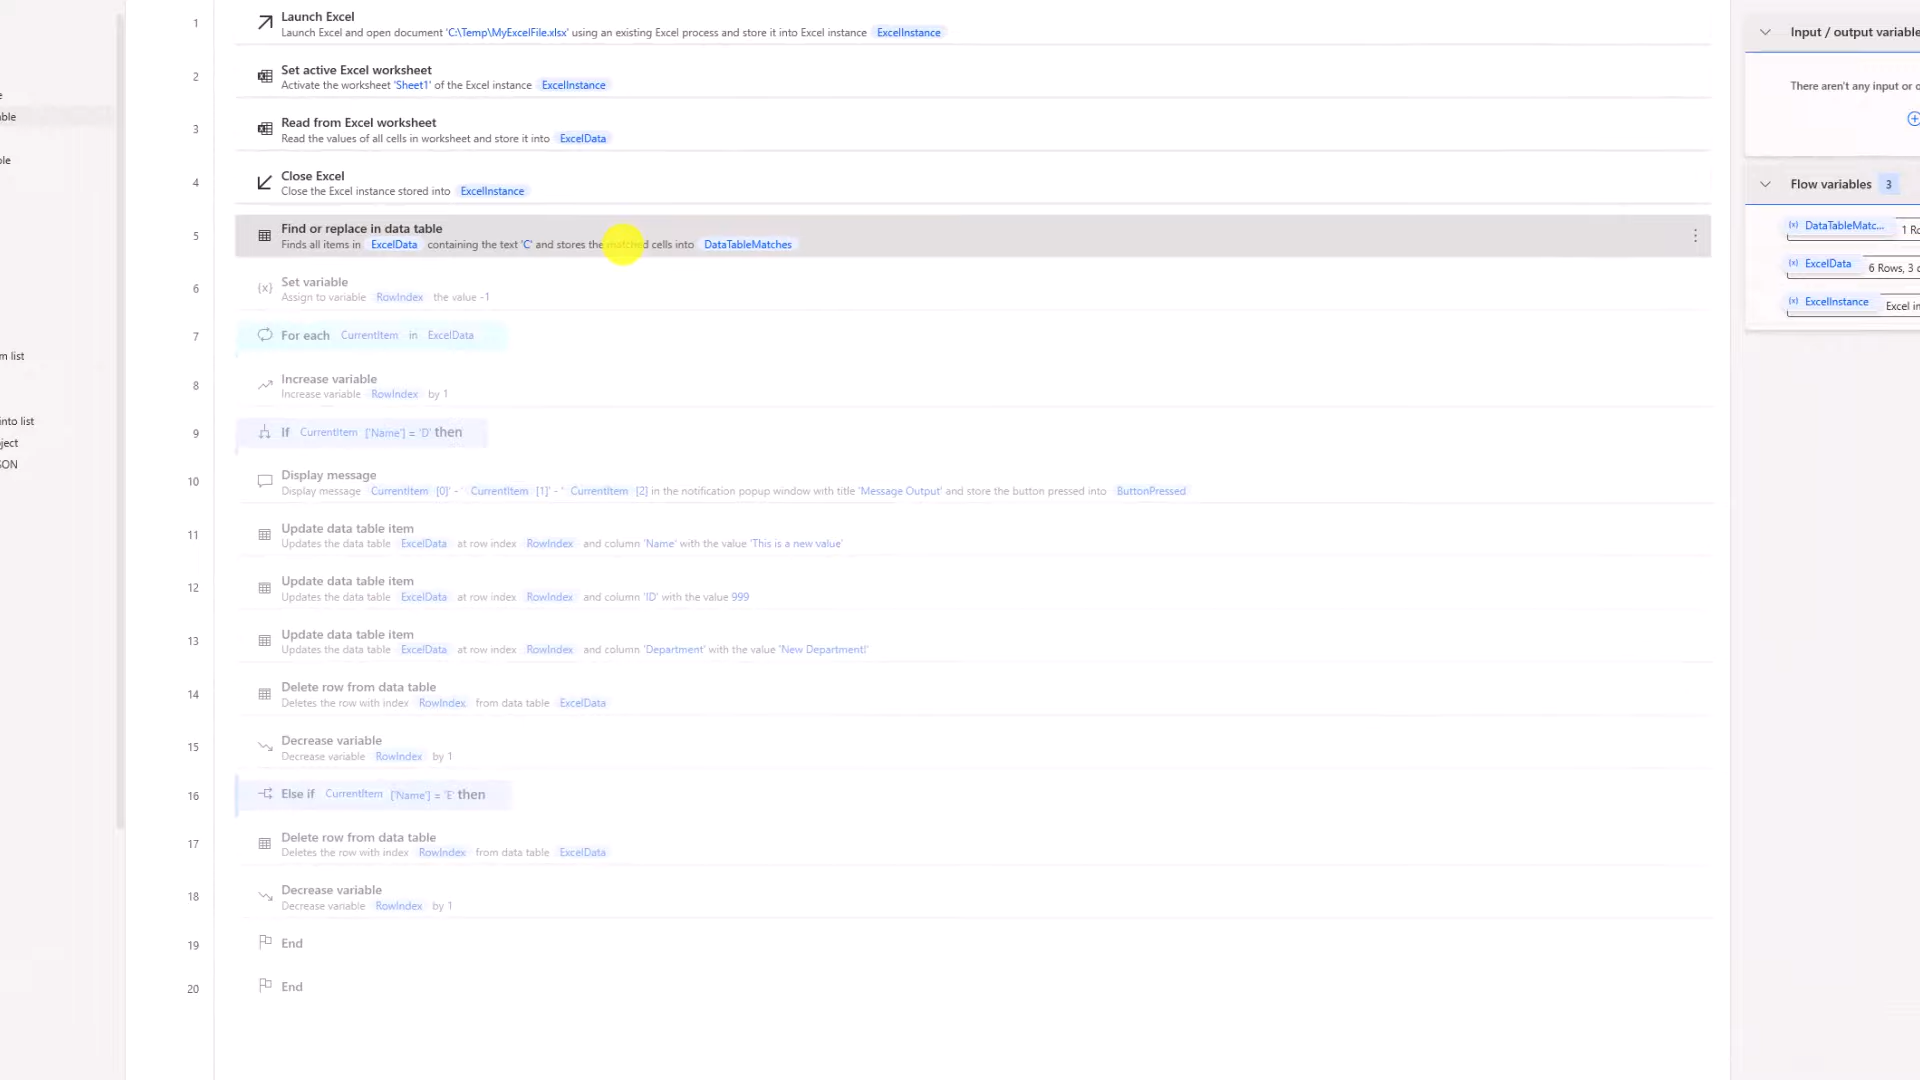 1
Launch Excel
Launch Excel and open document 'C:\Temp\MyExcelFile.xlsx' using an existing Excel process and store it into Excel instance ExcelInstance
2
Set active Excel worksheet
Activate the worksheet 'Sheet1' of the Excel instance ExcelInstance
3
Read from Excel worksheet
Read the values of all cells in worksheet and store it into ExcelData
4
Close Excel
Close the Excel instance stored into ExcelInstance
5
Find or replace in data table
Finds all items in ExcelData containing the text 'C' and stores the matched cells into DataTableMatches
6
{x} Set variable
Assign to variable RowIndex the value -1
7
For each CurrentItem in ExcelData
8
Increase variable
Increase variable RowIndex by 1
9
If CurrentItem ['Name'] = 'D' then
10
Display message
Display message CurrentItem [0]' - ' CurrentItem [1]' - ' CurrentItem [2] in the notification popup window with title 'Message Output' and store the button pressed into ButtonPressed
11
Update data table item
Updates the data table ExcelData at row index RowIndex and column 'Name' with the value 'This is a new value'
12
Update data table item
Updates the data table ExcelData at row index RowIndex and column 'ID' with the value 999
13
Update data table item
Updates the data table ExcelData at row index RowIndex and column 'Department' with the value 'New Department!'
14
Delete row from data table
Deletes the row with index RowIndex from data table ExcelData
15
Decrease variable
Decrease variable RowIndex by 1
16
Else if CurrentItem ['Name'] = 'E' then
17
Delete row from data table
Deletes the row with index RowIndex from data table ExcelData
18
Decrease variable
Decrease variable RowIndex by 1
19
End
20
End
e
ble
ole
m list
into list
ject
SON
Input / output variable
There aren't any input or o
Flow variables 3
(x) DataTableMatc... 1 Ro
(x) ExcelData 6 Rows, 3 c
(x) ExcelInstance Excel in